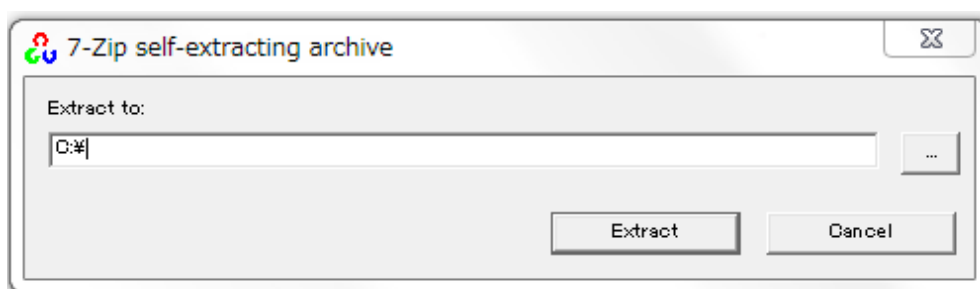 7-Zip self-extracting archive
Extract to:
C:¥
...
Extract
Cancel